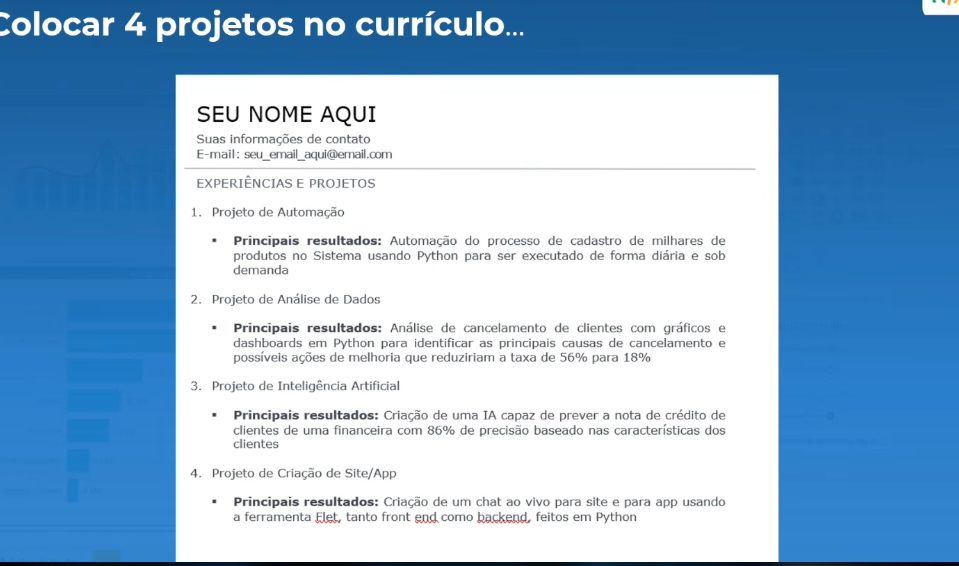 Colocar 4 projetos no currículo...
SEU NOME AQUI
Suas informações de contato
E-mail: seu_email_aqui@email.com
EXPERIÊNCIAS E PROJETOS
1. Projeto de Automação
▪ Principais resultados: Automação do processo de cadastro de milhares de
produtos no Sistema usando Python para ser executado de forma diária e sob
demanda
2. Projeto de Análise de Dados
▪ Principais resultados: Análise de cancelamento de clientes com gráficos e
dashboards em Python para identificar as principais causas de cancelamento e
possíveis ações de melhoria que reduziriam a taxa de 56% para 18%
3. Projeto de Inteligência Artificial
▪ Principais resultados: Criação de uma IA capaz de prever a nota de crédito de
clientes de uma financeira com 86% de precisão baseado nas características dos
clientes
4. Projeto de Criação de Site/App
▪ Principais resultados: Criação de um chat ao vivo para site e para app usando
a ferramenta Flet, tanto front end como backend, feitos em Python